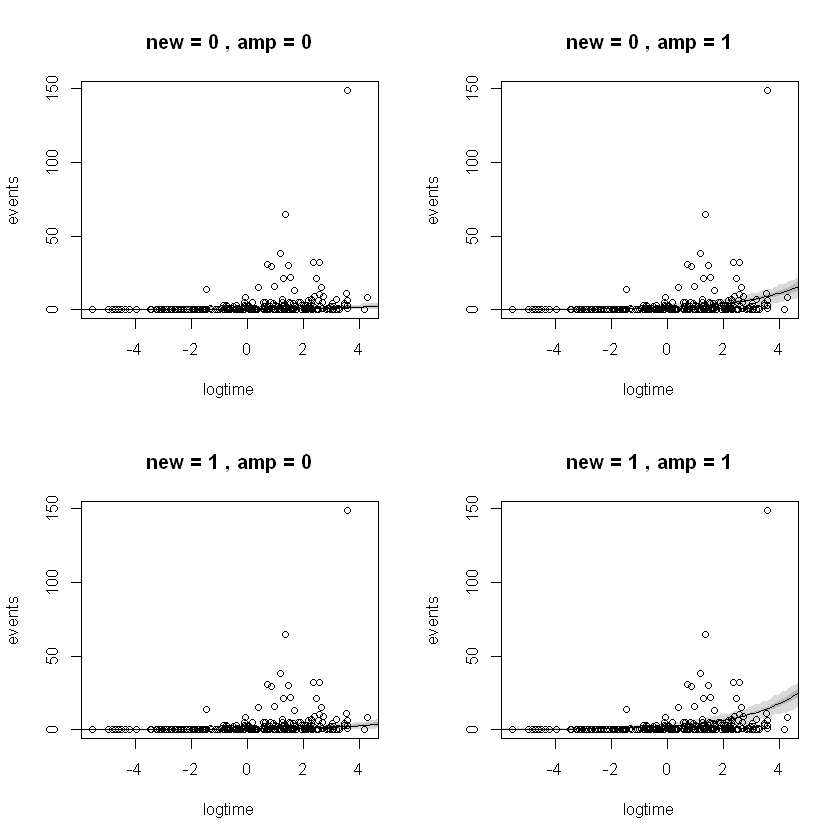 new = 0 , amp = 0
events
150
100
50
0
-4 -2 0 2 4
logtime
new = 0 , amp = 1
events
150
100
50
0
-4 -2 0 2 4
logtime
new = 1 , amp = 0
events
150
100
50
0
-4 -2 0 2 4
logtime
new = 1 , amp = 1
events
150
100
50
0
-4 -2 0 2 4
logtime